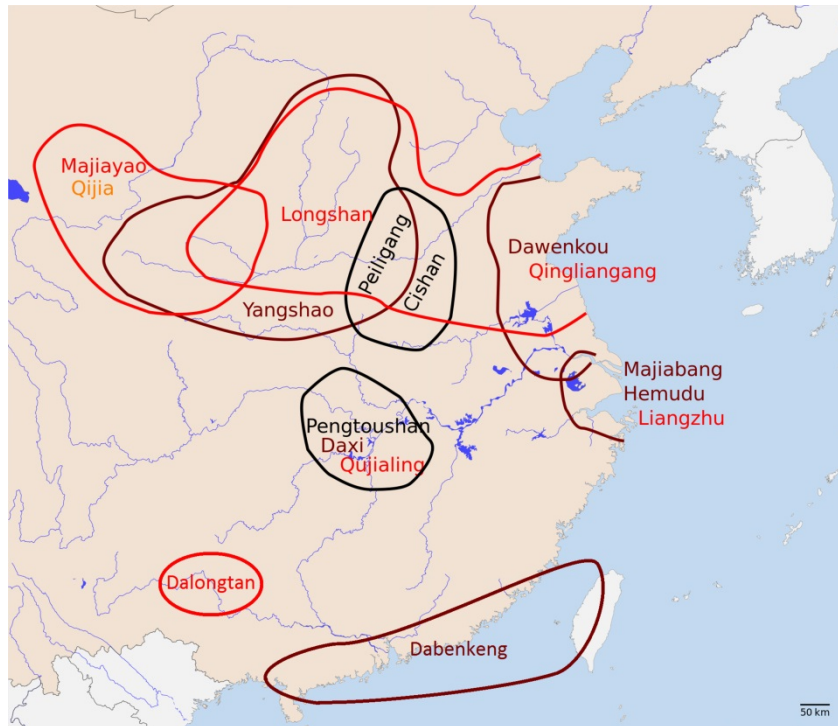 Majiayao
Qijia
Longshan
Peiligang
Cishan
Yangshao
Dawenkou
Qingliangang
Majiabang
Hemudu
Liangzhu
Pengtoushan
Daxi
Qujialing
Dalongtan
Dabenkeng
50 km